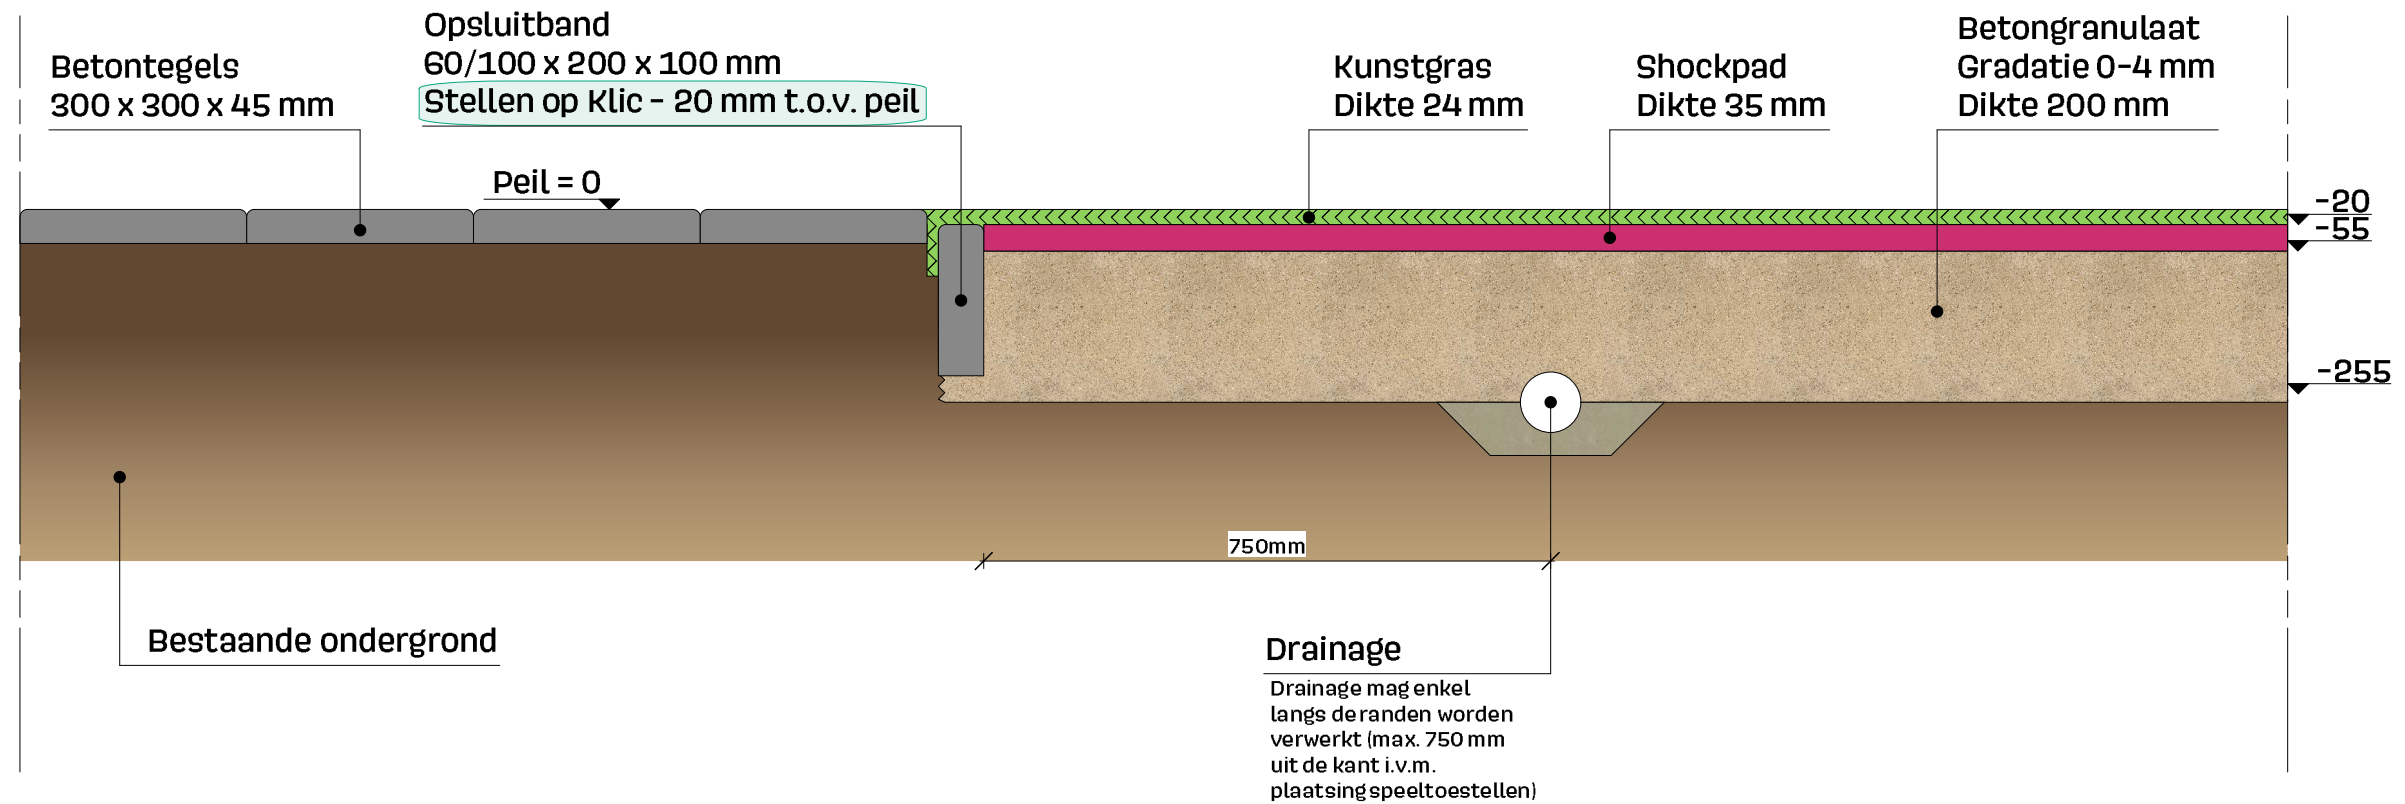 Betontegels
300 x 300 x 45 mm
Opsluitband
60/100 x 200 x 100 mm
Stellen op Klic - 20 mm t.o.v. peil
Peil = 0
Kunstgras
Dikte 24 mm
Shockpad
Dikte 35 mm
Betongranulaat
Gradatie 0-4 mm
Dikte 200 mm
-20
-55
-255
750mm
Bestaande ondergrond
Drainage
Drainage mag enkel
langs de randen worden
verwerkt (max. 750 mm
uit de kant i.v.m.
plaatsing speeltoestellen)